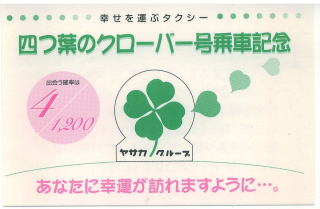 幸せを運ぶタクシー
四つ葉のクローバー号乗車記念
出会う確率は
4/1,200
ヤサカグループ
あなたに幸運が訪れますように…。